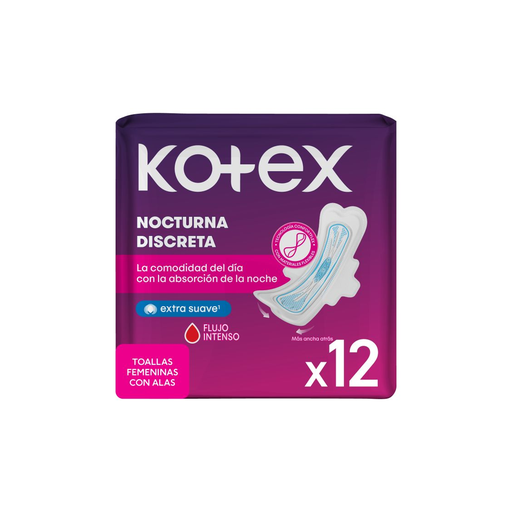 kotex
NOCTURNA
DISCRETA
La comodidad del día
con la absorción de la noche
extra suave¹
FLUJO
INTENSO
Más ancha atrás
TOALLAS
FEMENINAS
CON ALAS
x12